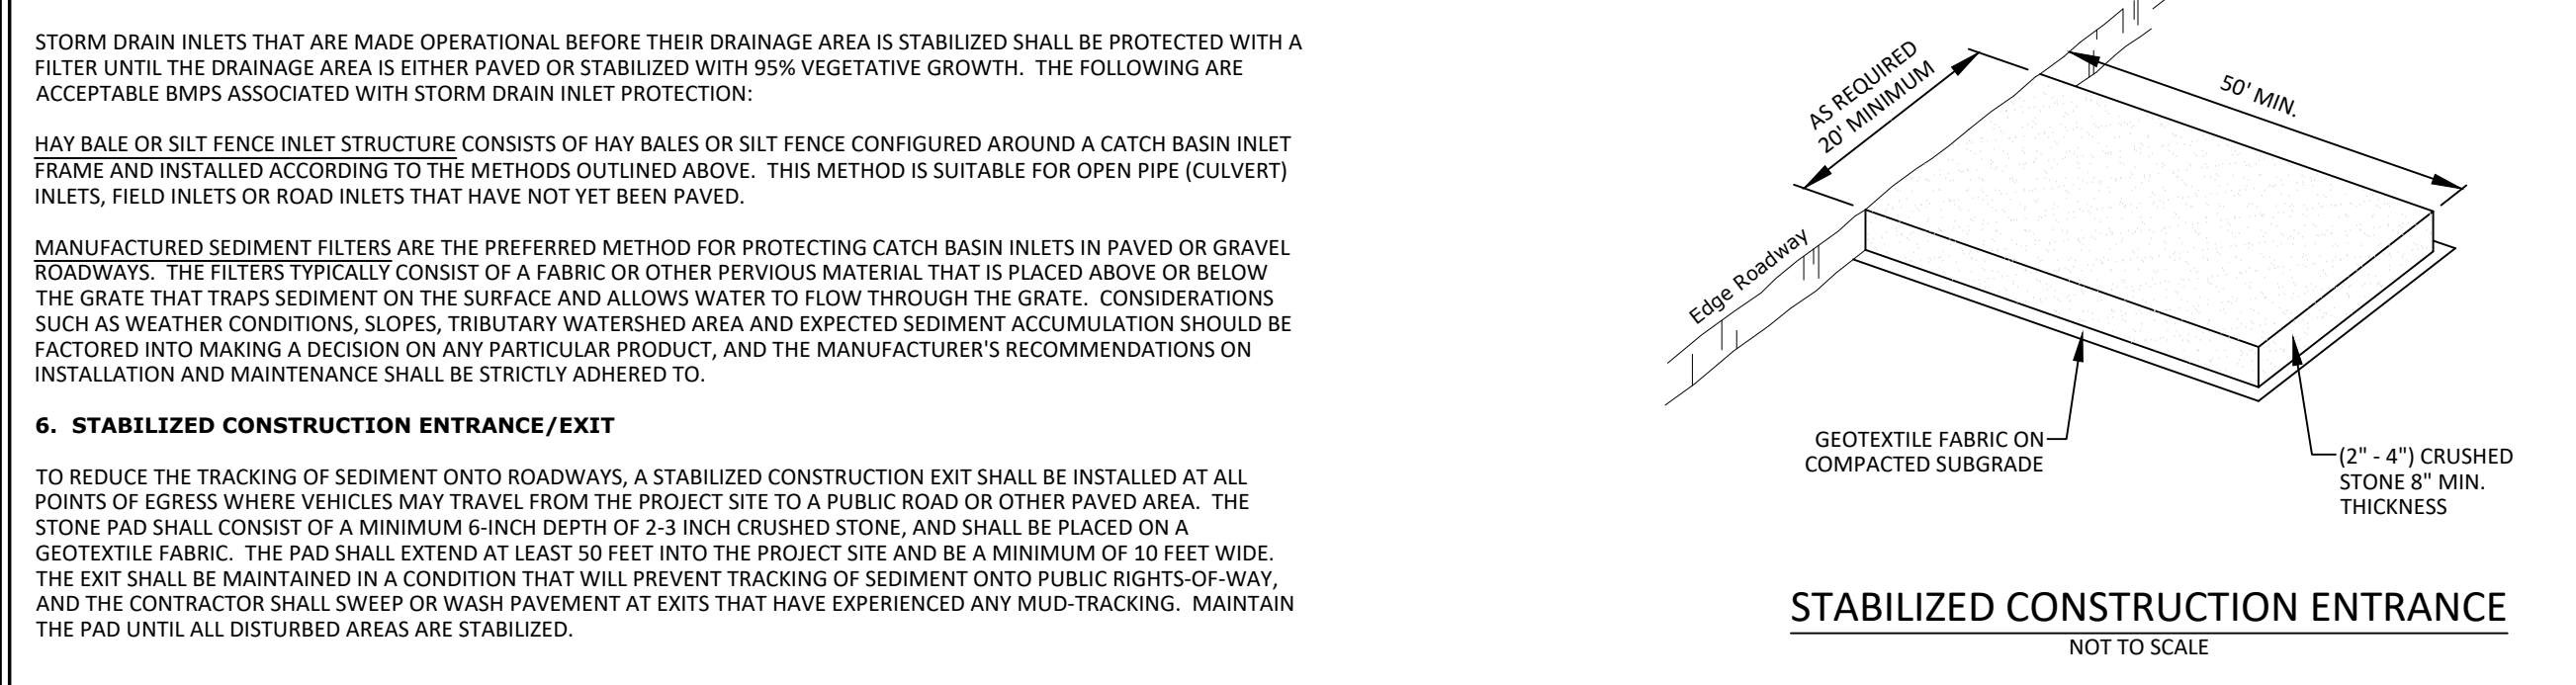 STORM DRAIN INLETS THAT ARE MADE OPERATIONAL BEFORE THEIR DRAINAGE AREA IS STABILIZED SHALL BE PROTECTED WITH A
FILTER UNTIL THE DRAINAGE AREA IS EITHER PAVED OR STABILIZED WITH 95% VEGETATIVE GROWTH.  THE FOLLOWING ARE
ACCEPTABLE BMPS ASSOCIATED WITH STORM DRAIN INLET PROTECTION:
HAY BALE OR SILT FENCE INLET STRUCTURE CONSISTS OF HAY BALES OR SILT FENCE CONFIGURED AROUND A CATCH BASIN INLET
FRAME AND INSTALLED ACCORDING TO THE METHODS OUTLINED ABOVE.  THIS METHOD IS SUITABLE FOR OPEN PIPE (CULVERT)
INLETS, FIELD INLETS OR ROAD INLETS THAT HAVE NOT YET BEEN PAVED.
MANUFACTURED SEDIMENT FILTERS ARE THE PREFERRED METHOD FOR PROTECTING CATCH BASIN INLETS IN PAVED OR GRAVEL
ROADWAYS.  THE FILTERS TYPICALLY CONSIST OF A FABRIC OR OTHER PERVIOUS MATERIAL THAT IS PLACED ABOVE OR BELOW
THE GRATE THAT TRAPS SEDIMENT ON THE SURFACE AND ALLOWS WATER TO FLOW THROUGH THE GRATE.  CONSIDERATIONS
SUCH AS WEATHER CONDITIONS, SLOPES, TRIBUTARY WATERSHED AREA AND EXPECTED SEDIMENT ACCUMULATION SHOULD BE
FACTORED INTO MAKING A DECISION ON ANY PARTICULAR PRODUCT, AND THE MANUFACTURER'S RECOMMENDATIONS ON
INSTALLATION AND MAINTENANCE SHALL BE STRICTLY ADHERED TO.
6.  STABILIZED CONSTRUCTION ENTRANCE/EXIT
TO REDUCE THE TRACKING OF SEDIMENT ONTO ROADWAYS, A STABILIZED CONSTRUCTION EXIT SHALL BE INSTALLED AT ALL
POINTS OF EGRESS WHERE VEHICLES MAY TRAVEL FROM THE PROJECT SITE TO A PUBLIC ROAD OR OTHER PAVED AREA.  THE
STONE PAD SHALL CONSIST OF A MINIMUM 6-INCH DEPTH OF 2-3 INCH CRUSHED STONE, AND SHALL BE PLACED ON A
GEOTEXTILE FABRIC.  THE PAD SHALL EXTEND AT LEAST 50 FEET INTO THE PROJECT SITE AND BE A MINIMUM OF 10 FEET WIDE.
THE EXIT SHALL BE MAINTAINED IN A CONDITION THAT WILL PREVENT TRACKING OF SEDIMENT ONTO PUBLIC RIGHTS-OF-WAY,
AND THE CONTRACTOR SHALL SWEEP OR WASH PAVEMENT AT EXITS THAT HAVE EXPERIENCED ANY MUD-TRACKING.  MAINTAIN
THE PAD UNTIL ALL DISTURBED AREAS ARE STABILIZED.
AS REQUIRED
20' MINIMUM
50' MIN.
Edge Roadway
GEOTEXTILE FABRIC ON
COMPACTED SUBGRADE
(2" - 4") CRUSHED
STONE 8" MIN.
THICKNESS
STABILIZED CONSTRUCTION ENTRANCE
NOT TO SCALE